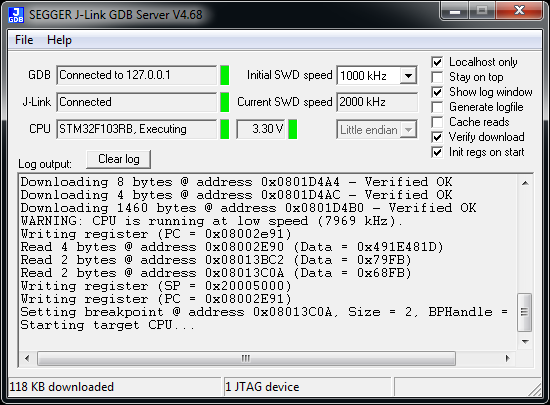 SEGGER J-Link GDB Server V4.68
File Help
GDB Connected to 127.0.0.1 Initial SWD speed 1000 kHz
J-Link Connected Current SWD speed 2000 kHz
CPU STM32F103RB, Executing 3.30 V Little endian
Localhost only
Stay on top
Show log window
Generate logfile
Cache reads
Verify download
Init regs on start
Log output: Clear log
Downloading 8 bytes @ address 0x0801D4A4 - Verified OK
Downloading 4 bytes @ address 0x0801D4AC - Verified OK
Downloading 1460 bytes @ address 0x0801D4B0 - Verified OK
WARNING: CPU is running at low speed (7969 kHz).
Writing register (PC = 0x08002e91)
Read 4 bytes @ address 0x08002E90 (Data = 0x491E481D)
Read 2 bytes @ address 0x08013BC2 (Data = 0x79FB)
Read 2 bytes @ address 0x08013C0A (Data = 0x68FB)
Writing register (SP = 0x20005000)
Writing register (PC = 0x08002E91)
Setting breakpoint @ address 0x08013C0A, Size = 2, BPHandle =
Starting target CPU...
118 KB downloaded 1 JTAG device